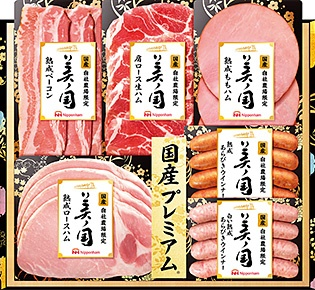 国産 自社農場限定
美ノ国
熟成ベーコン
Nipponham
国産 自社農場限定
美ノ国
肩ロース生ハム
Nipponham
国産 自社農場限定
美ノ国
熟成ももハム
Nipponham
国産 自社農場限定
美ノ国
熟成ロースハム
Nipponham
国産プレミアム
国産 自社農場限定
美ノ国
熟成
あらびきウインナー
国産 自社農場限定
美ノ国
白い熟成
あらびきウインナー